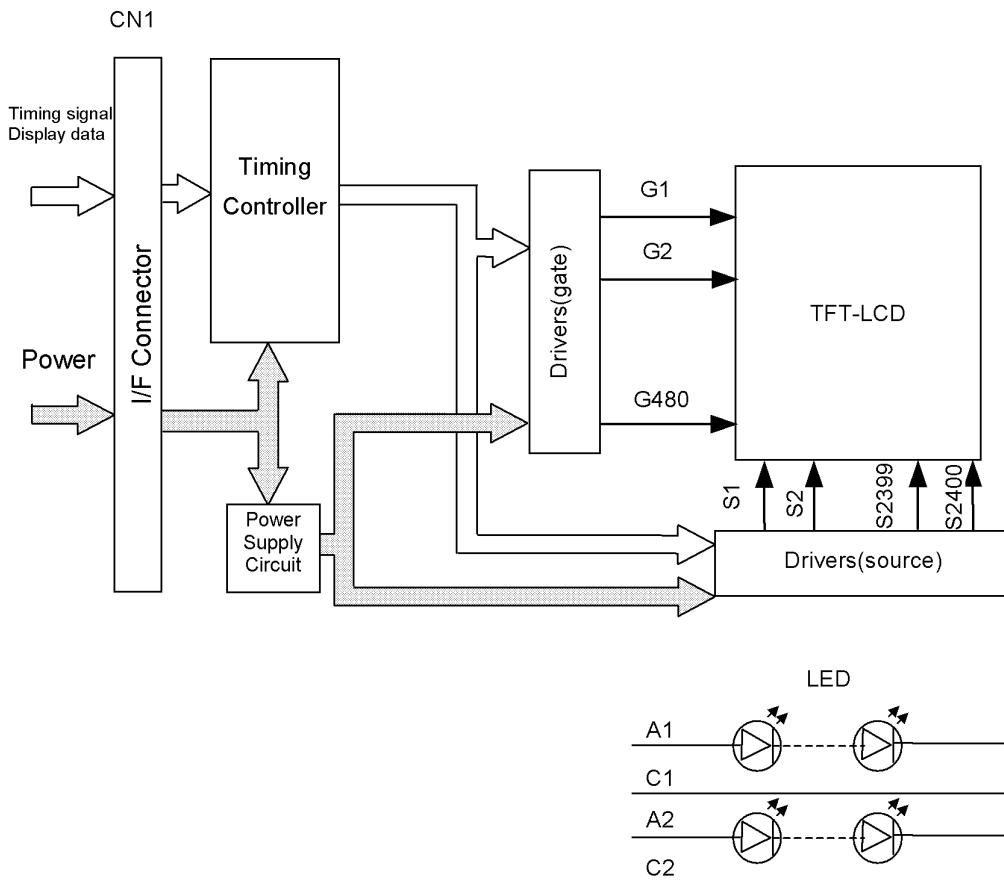 CN1
Timing signal
Display data
Power
I/F Connector
Timing
Controller
Power
Supply
Circuit
Drivers(gate)
G1
G2
G480
TFT-LCD
S1
S2
S2399
S2400
Drivers(source)
LED
A1
C1
A2
C2